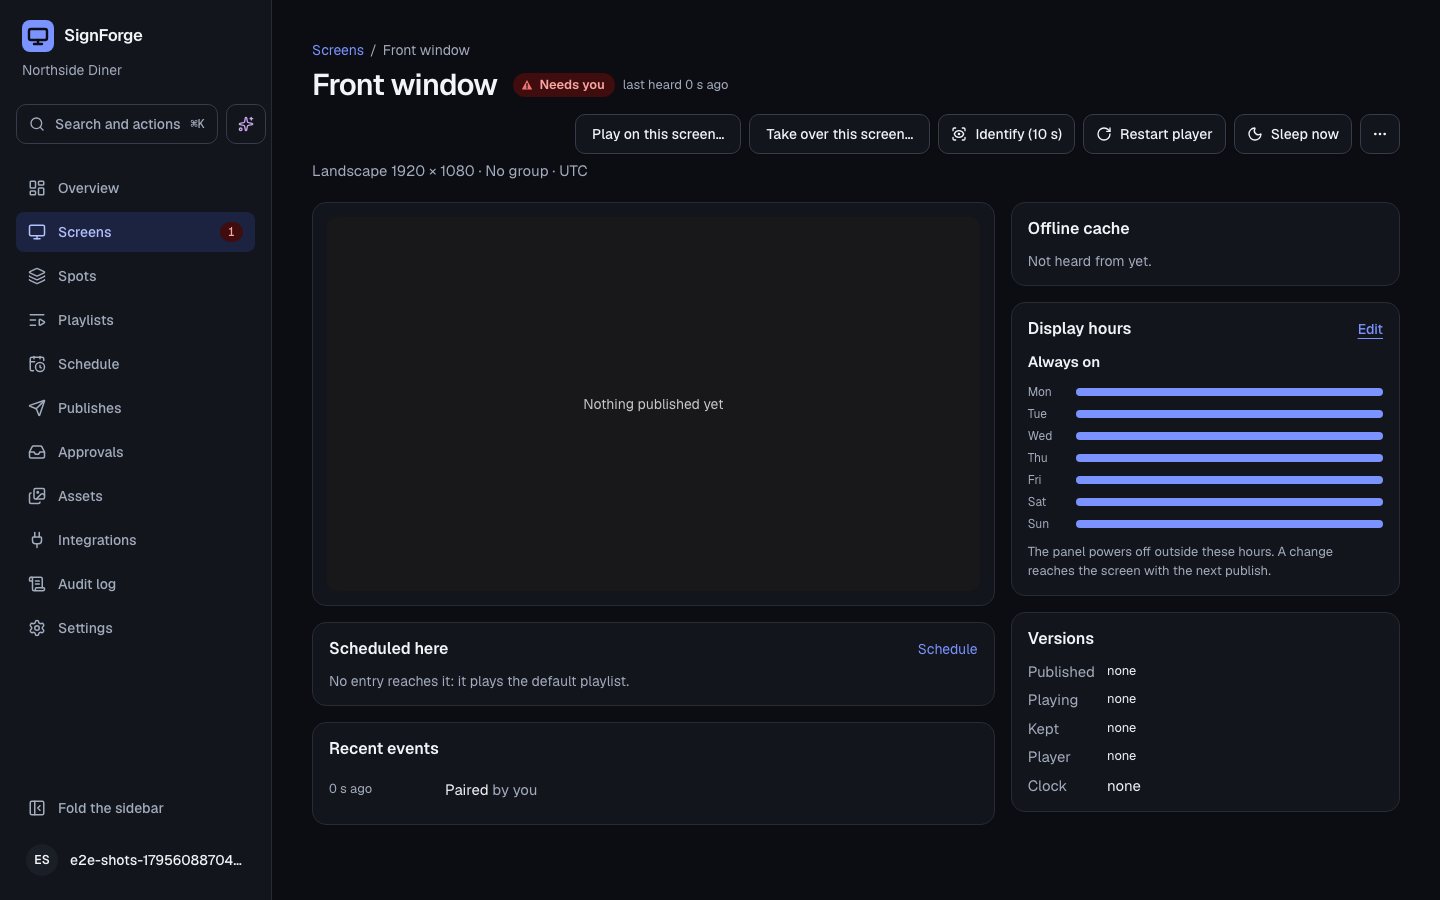 SignForge
Northside Diner
Search and actions ⌘K
Overview
Screens 1
Spots
Playlists
Schedule
Publishes
Approvals
Assets
Integrations
Audit log
Settings
Fold the sidebar
ES e2e-shots-17956088704…
Screens / Front window
Front window Needs you last heard 0 s ago
Play on this screen… Take over this screen… Identify (10 s) Restart player Sleep now
Landscape 1920 × 1080 · No group · UTC
Nothing published yet
Scheduled here Schedule
No entry reaches it: it plays the default playlist.
Recent events
0 s ago Paired by you
Offline cache
Not heard from yet.
Display hours Edit
Always on
Mon
Tue
Wed
Thu
Fri
Sat
Sun
The panel powers off outside these hours. A change
reaches the screen with the next publish.
Versions
Published none
Playing none
Kept none
Player none
Clock none